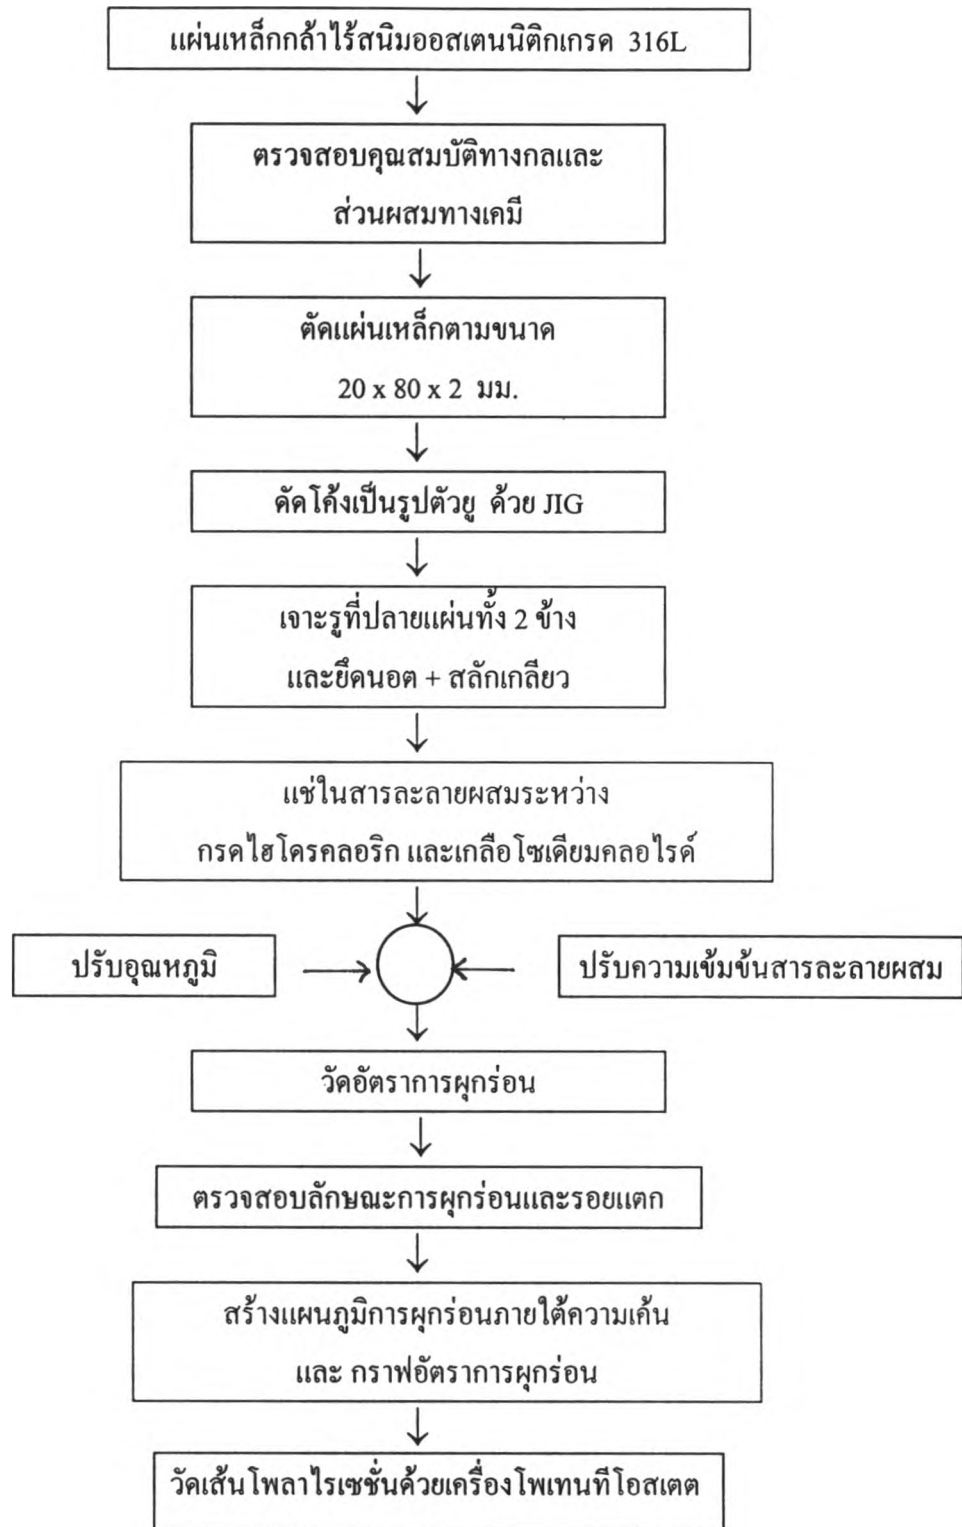 แผ่นเหล็กกล้าไร้สนิมออสเตนนิติกเกรด 316L
ตรวจสอบคุณสมบัติทางกลและ
ส่วนผสมทางเคมี
ตัดแผ่นเหล็กตามขนาด
20 x 80 x 2 มม.
ดัดโค้งเป็นรูปตัวยู ด้วย JIG
เจาะรูที่ปลายแผ่นทั้ง 2 ข้าง
และยึดนอต + สลักเกลียว
แช่ในสารละลายผสมระหว่าง
กรดไฮโดรคลอริก และเกลือโซเดียมคลอไรด์
ปรับอุณหภูมิ
ปรับความเข้มข้นสารละลายผสม
วัดอัตราการผุกร่อน
ตรวจสอบลักษณะการผุกร่อนและรอยแตก
สร้างแผนภูมิการผุกร่อนภายใต้ความเค้น
และ กราฟอัตราการผุกร่อน
วัดเส้นโพลาไรเซชั่นด้วยเครื่องโพเทนทีโอสเตต